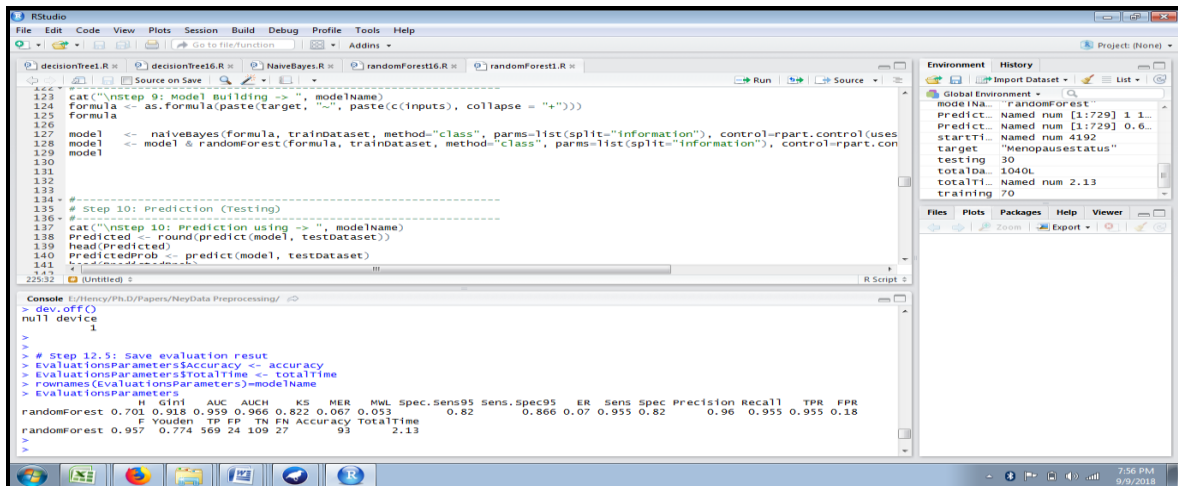 RStudio
File Edit Code View Plots Session Build Debug Profile Tools Help
Go to file/function Addins Project: (None)
decisionTree1.R decisionTree16.R NaiveBayes.R randomForest16.R randomForest1.R
Source on Save Run Source
123 cat("\nStep 9: Model Building -> ", modelName)
124 formula <- as.formula(paste(target, "~", paste(c(inputs), collapse = "+")))
125 formula
126
127 model <- naiveBayes(formula, trainDataset, method="class", parms=list(split="information"), control=rpart.control(uses
128 model <- model & randomForest(formula, trainDataset, method="class", parms=list(split="information"), control=rpart.con
129 model
130
131
132
133
134 #----------------------------------------------------------------
135 # Step 10: Prediction (Testing)
136 #----------------------------------------------------------------
137 cat("\nStep 10: Prediction using -> ", modelName)
138 Predicted <- round(predict(model, testDataset))
139 head(Predicted)
140 PredictedProb <- predict(model, testDataset)
141
225:32 (Untitled) R Script
Console E:/Hency/Ph.D/Papers/NeyData Preprocessing/
> dev.off()
null device
1
>
>
> # Step 12.5: Save evaluation resut
> EvaluationsParameters$Accuracy <- accuracy
> EvaluationsParameters$TotalTime <- totalTime
> rownames(EvaluationsParameters)=modelName
> EvaluationsParameters
H Gini AUC AUCH KS MER MWL Spec.Sens95 Sens.Spec95 ER Sens Spec Precision Recall TPR FPR
randomForest 0.701 0.918 0.959 0.966 0.822 0.067 0.053 0.82 0.866 0.07 0.955 0.82 0.96 0.955 0.955 0.18
F Youden TP FP TN FN Accuracy TotalTime
randomForest 0.957 0.774 569 24 109 27 93 2.13
>
>
Environment History
Import Dataset List
Global Environment
modelNa… "randomForest"
Predict… Named num [1:729] 1 1…
Predict… Named num [1:729] 0.6…
startTi… Named num 4192
target "Menopausestatus"
testing 30
totalDa… 1040L
totalTi… Named num 2.13
training 70
Files Plots Packages Help Viewer
Zoom Export
7:56 PM
9/9/2018